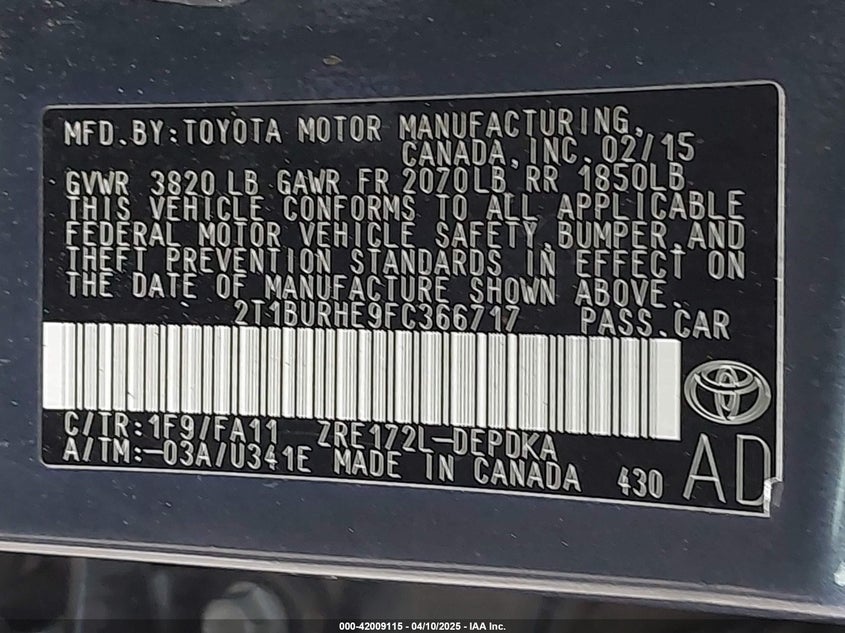 MFD.BY:TOYOTA MOTOR MANUFACTURING,
CANADA, INC. 02/15
GVWR 3820 LB GAWR FR 2070LB RR 1850LB
THIS VEHICLE CONFORMS TO ALL APPLICABLE
FEDERAL MOTOR VEHICLE SAFETY, BUMPER, AND
THEFT PREVENTION STANDARDS IN EFFECT ON
THE DATE OF MANUFACTURE SHOWN ABOVE.
2T1BURHE9FC366717 PASS.CAR
C/TR:1F9/FA11 ZRE172L-DEPDKA
A/TM:-03A/U341E MADE IN CANADA 430 AD
000-42009115 - 04/10/2025 - IAA Inc.